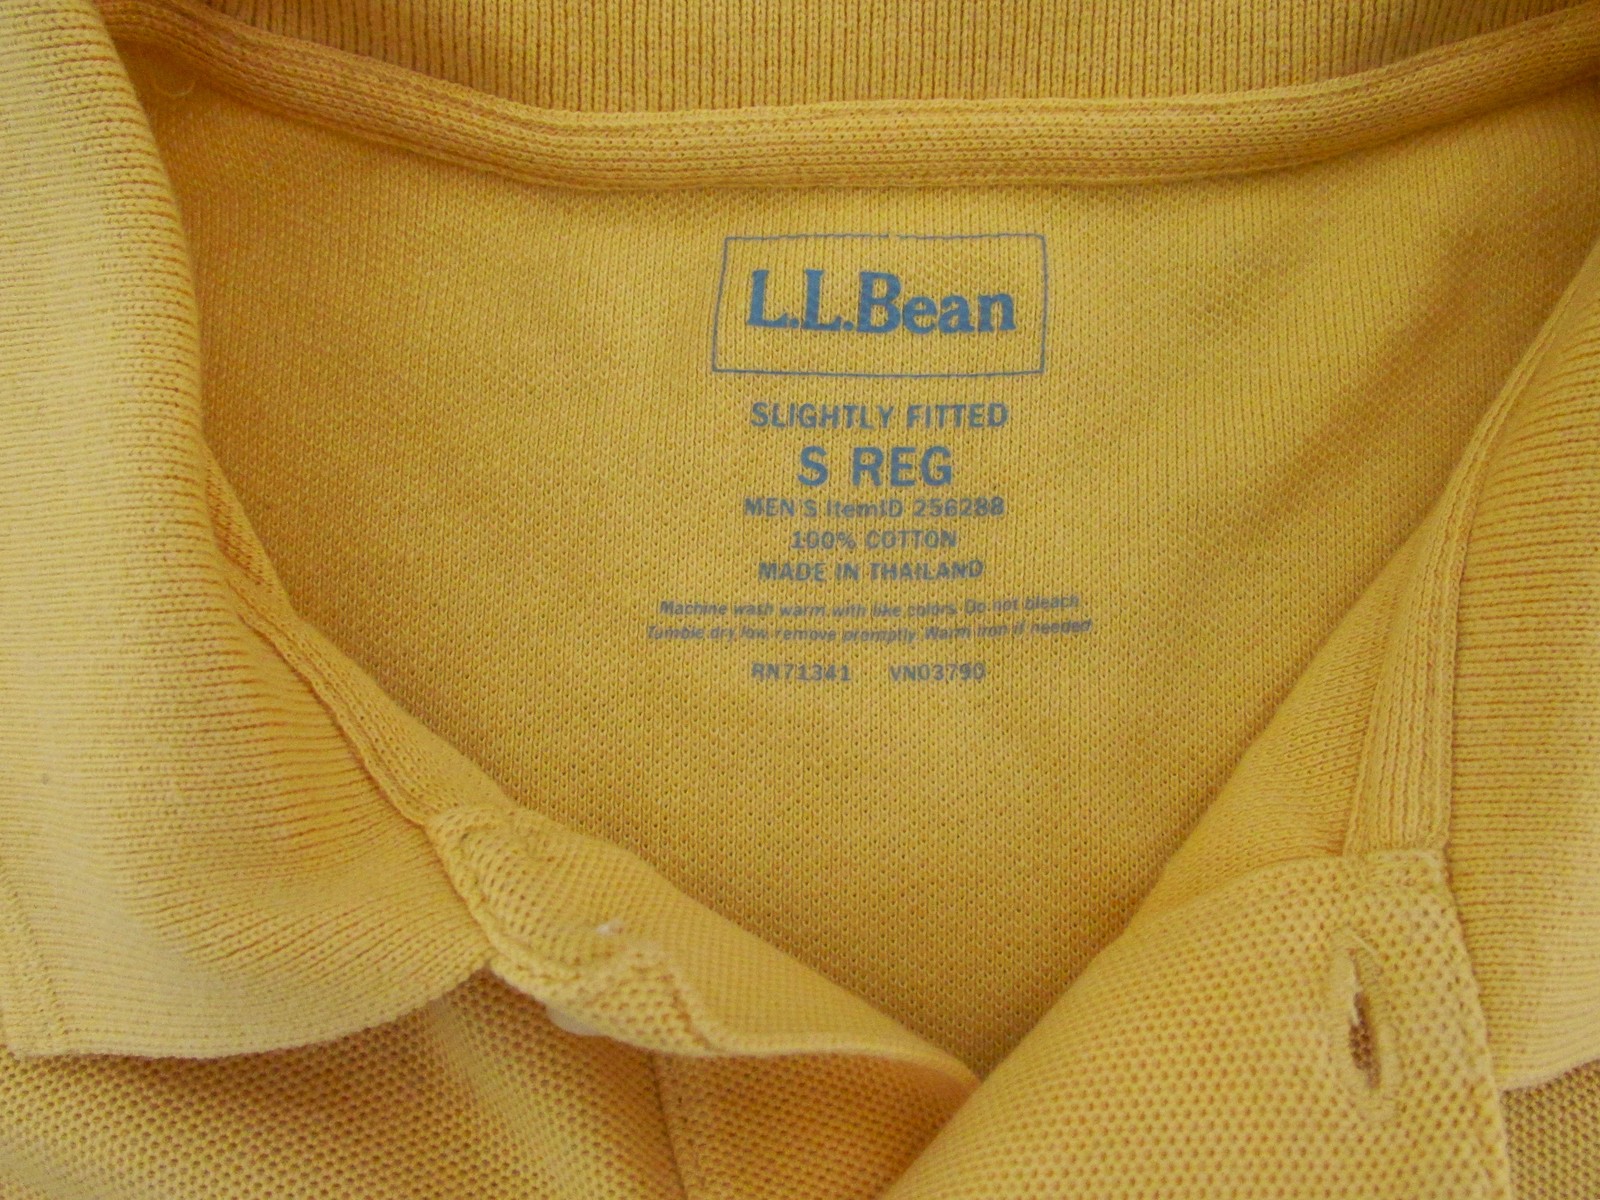 L.L.Bean
SLIGHTLY FITTED
S REG
MEN'S ItemID 256288
100% COTTON
MADE IN THAILAND
Machine wash warm with like colors. Do not bleach
Tumble dry low, remove promptly. Warm iron if needed
RN71341 VN03790